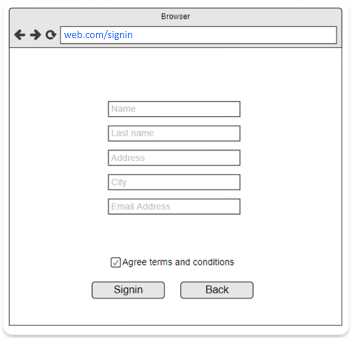 Browser
web.com/signin
Name
Last name
Address
City
Email Address
Agree terms and conditions
Signin Back